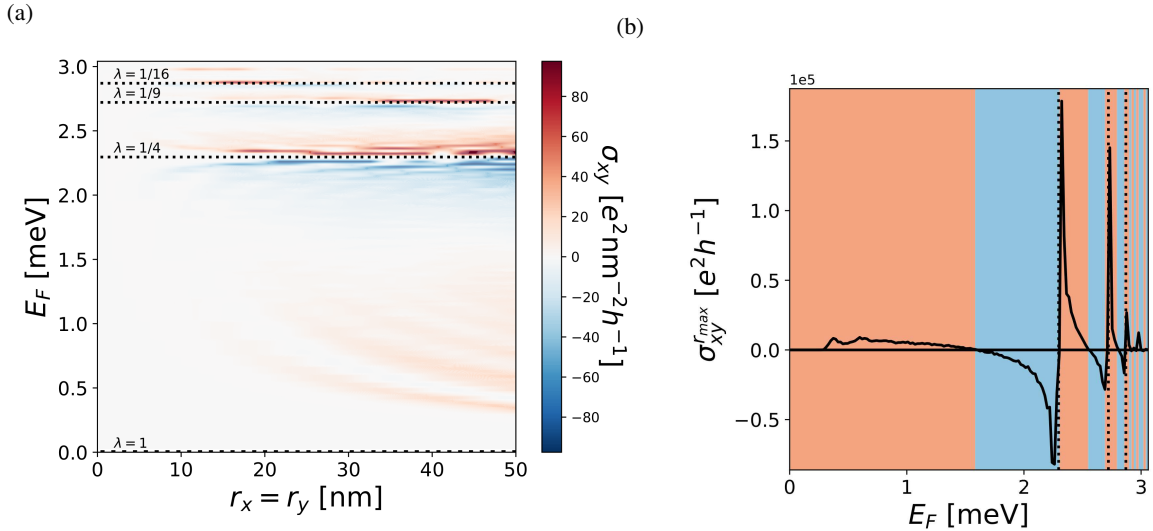 (a)
3.0
2.5
2.0
1.5
1.0
0.5
0.0
E_F [meV]
λ = 1/16
λ = 1/9
λ = 1/4
λ = 1
0 10 20 30 40 50
r_x = r_y [nm]
80
60
40
20
0
−20
−40
−60
−80
σ_xy [e²nm⁻²h⁻¹]
(b)
1e5
1.5
1.0
0.5
0.0
−0.5
σ_xy^{r_max} [e²h⁻¹]
0 1 2 3
E_F [meV]